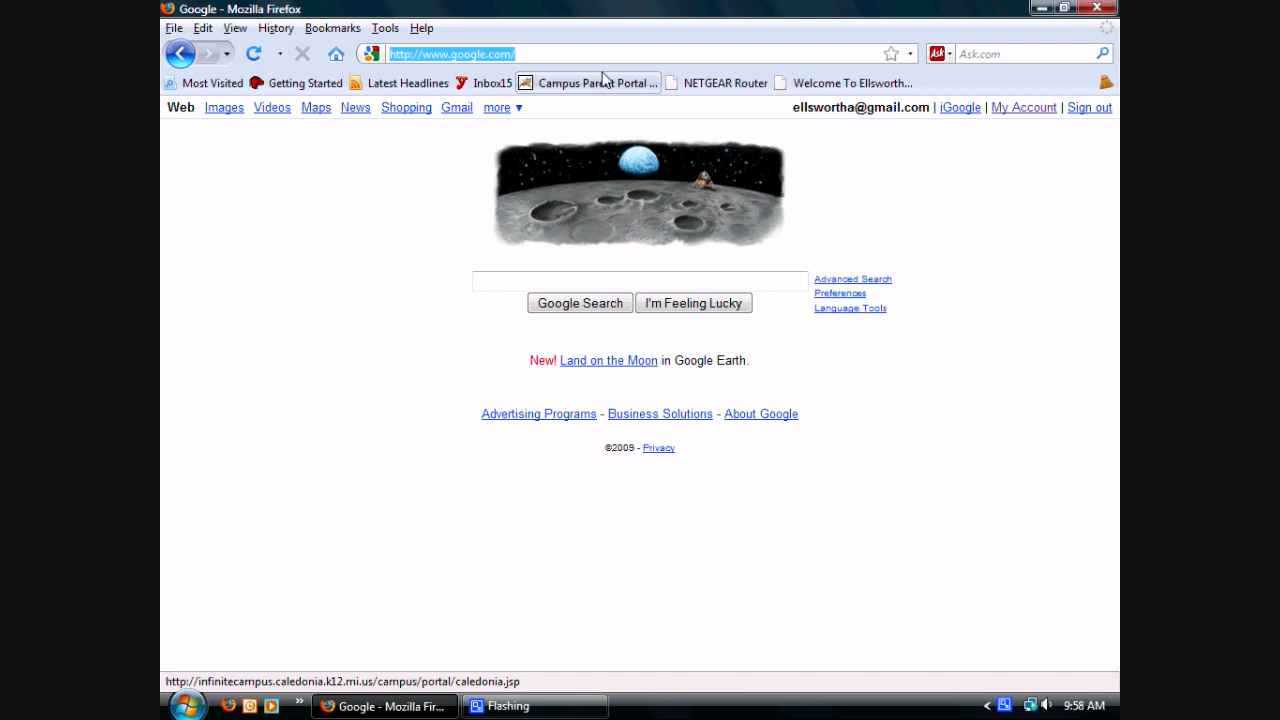 Google - Mozilla Firefox
File Edit View History Bookmarks Tools Help
http://www.google.com/ Ask Ask.com
Most Visited Getting Started Latest Headlines Inbox15 Campus Parent Portal ... NETGEAR Router Welcome To Ellsworth...
Web Images Videos Maps News Shopping Gmail more ▼ ellswortha@gmail.com | iGoogle | My Account | Sign out
Advanced Search
Preferences
Language Tools
Google Search I'm Feeling Lucky
New! Land on the Moon in Google Earth.
Advertising Programs - Business Solutions - About Google
©2009 - Privacy
http://infinitecampus.caledonia.k12.mi.us/campus/portal/caledonia.jsp
Google - Mozilla Fir... Flashing 9:58 AM